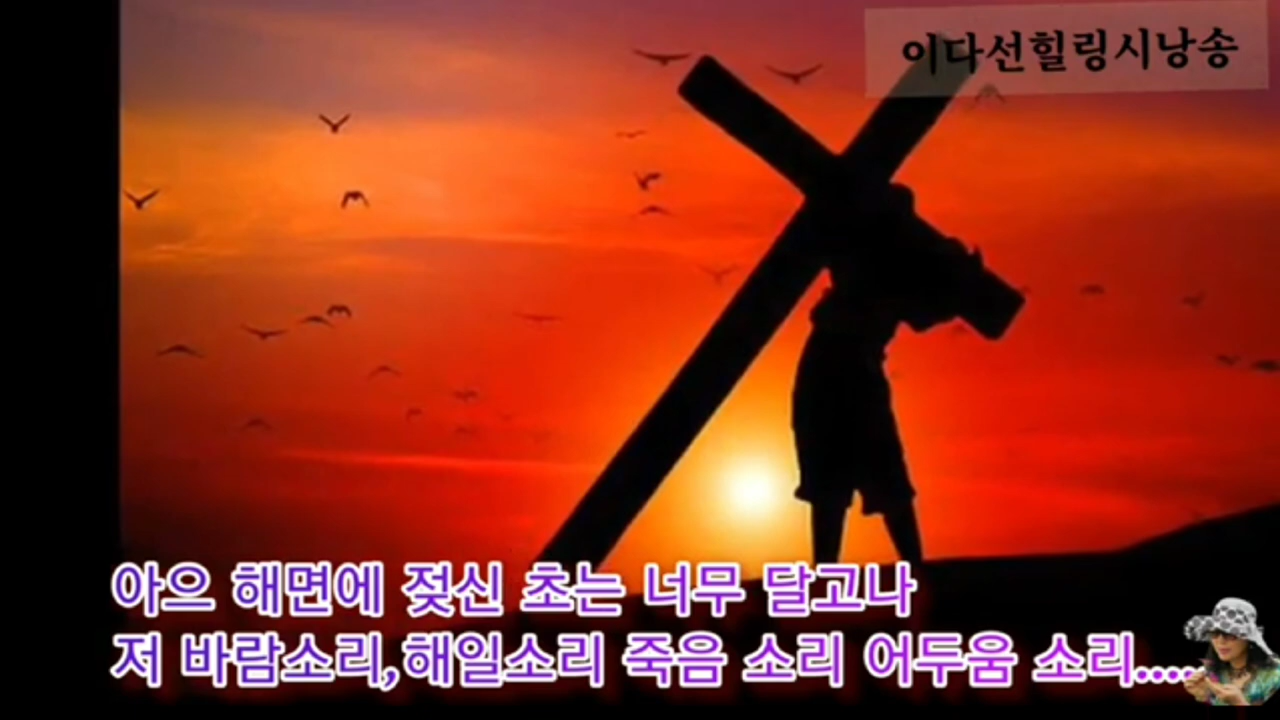 이다선힐링시낭송
아으 해면에 젖신 초는 너무 달고나
저 바람소리,해일소리 죽음 소리 어두움 소리.....